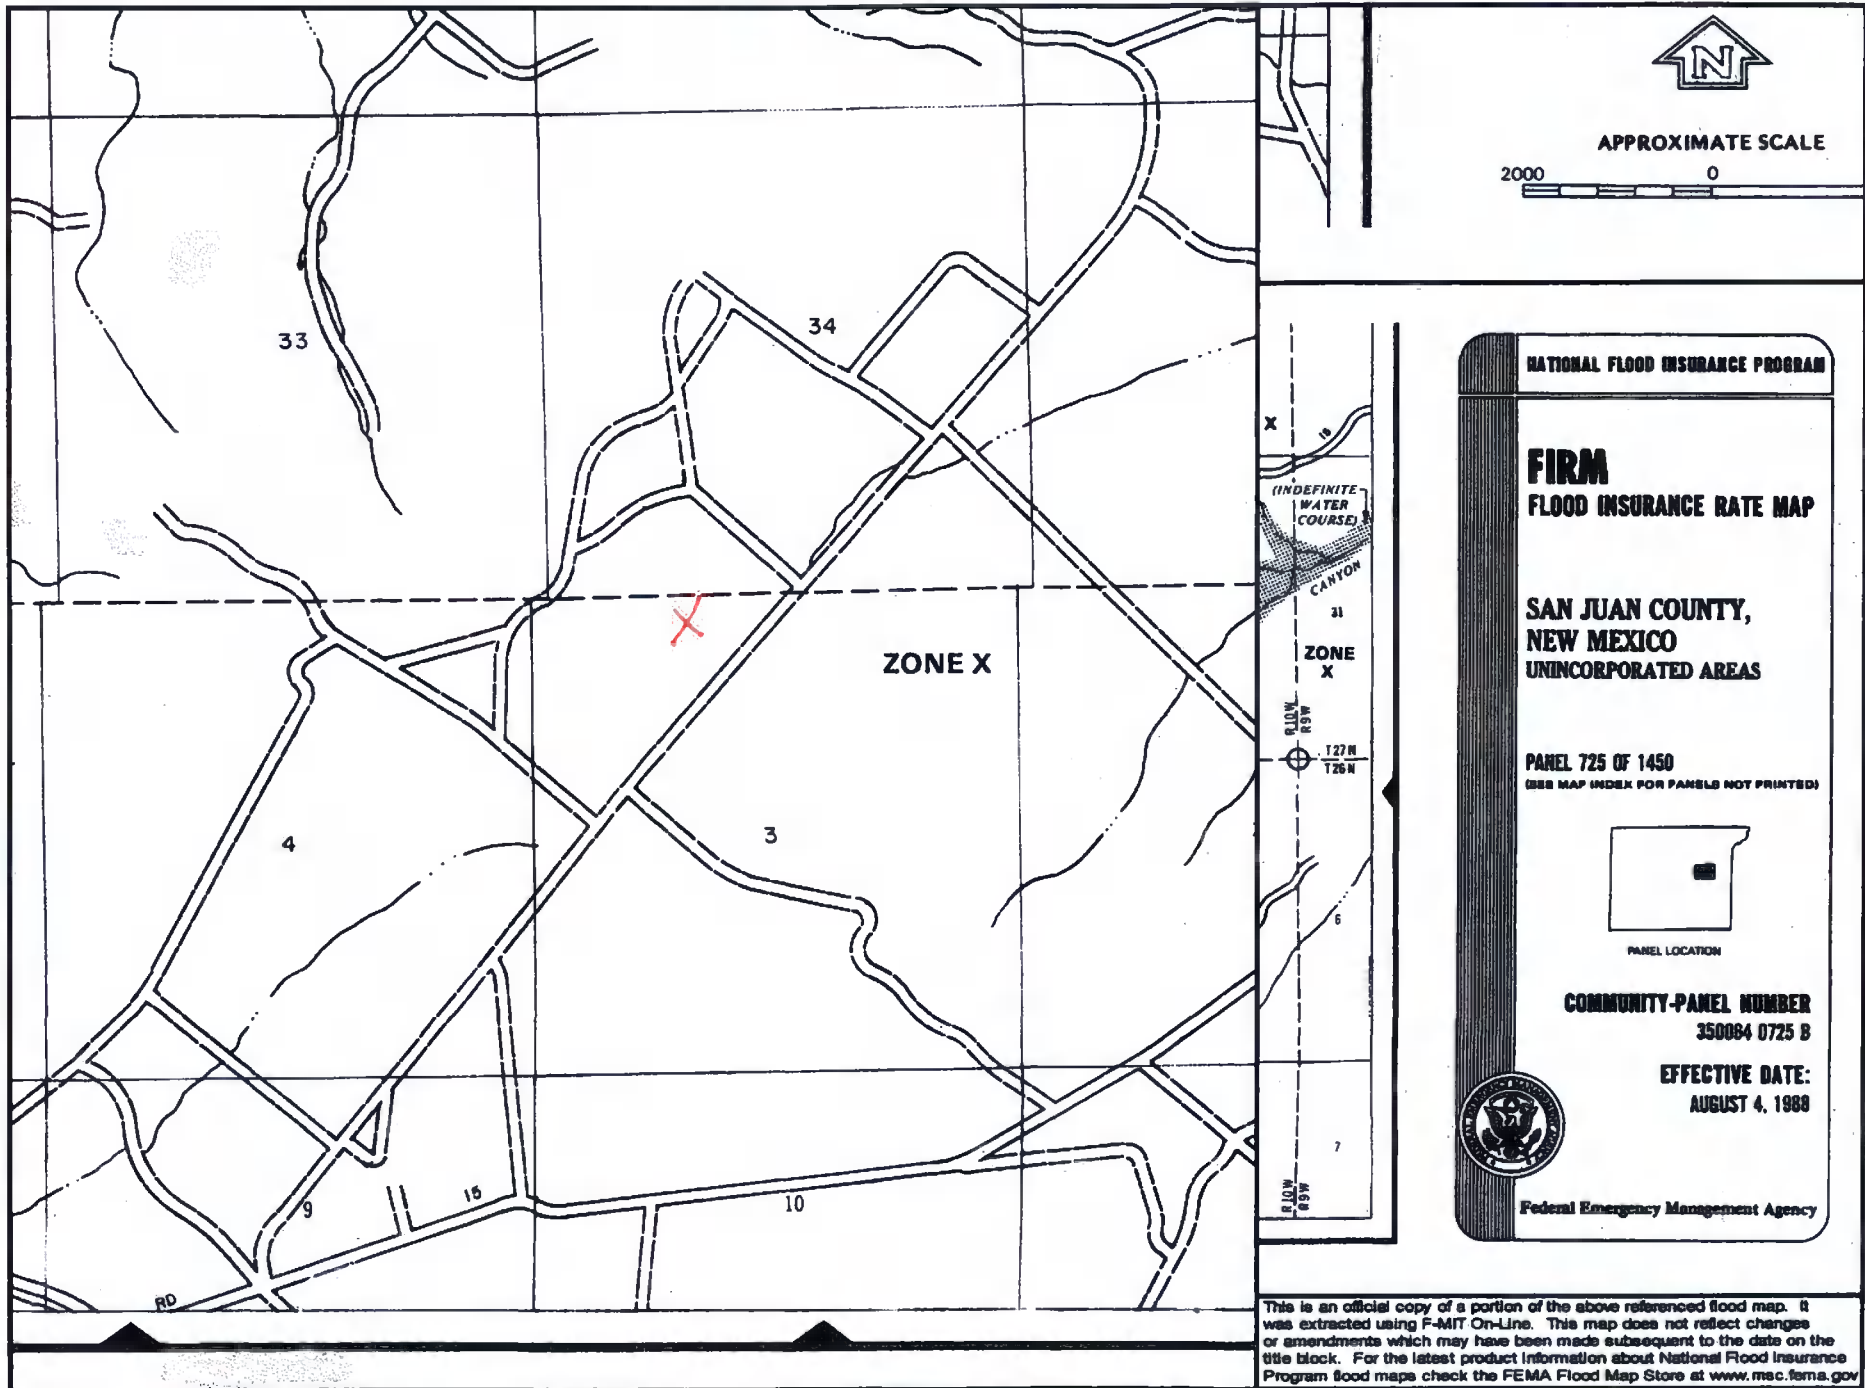 N
APPROXIMATE SCALE
2000 0
33
34
ZONE X
4
3
9
15
10
RD
X
18
(INDEFINITE
WATER
COURSE)
CANYON
31
ZONE
X
R10W
R9W
T27N
T26N
6
7
R10W
R9W
NATIONAL FLOOD INSURANCE PROGRAM
FIRM
FLOOD INSURANCE RATE MAP
SAN JUAN COUNTY,
NEW MEXICO
UNINCORPORATED AREAS
PANEL 725 OF 1450
(SEE MAP INDEX FOR PANELS NOT PRINTED)
PANEL LOCATION
COMMUNITY-PANEL NUMBER
350064 0725 B
EFFECTIVE DATE:
AUGUST 4, 1988
Federal Emergency Management Agency
This is an official copy of a portion of the above referenced flood map. It
was extracted using F-MIT On-Line. This map does not reflect changes
or amendments which may have been made subsequent to the date on the
title block. For the latest product information about National Flood Insurance
Program flood maps check the FEMA Flood Map Store at www.msc.fema.gov